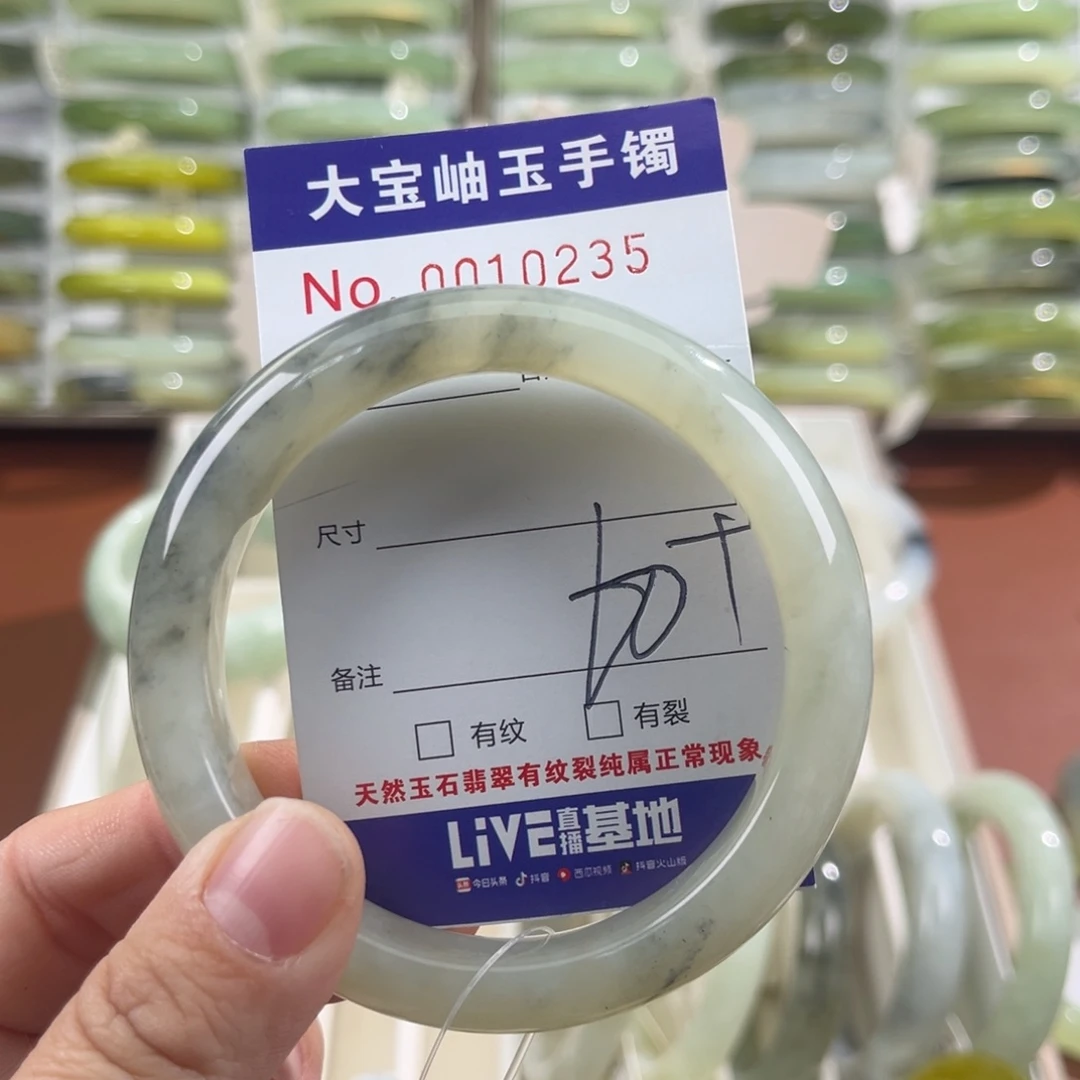 大宝岫玉手镯
No. 0010235
尺寸
备注
有纹 有裂
天然玉石翡翠有纹裂纯属正常现象
LiVE直播基地
今日头条 抖音 西瓜视频 抖音火山版